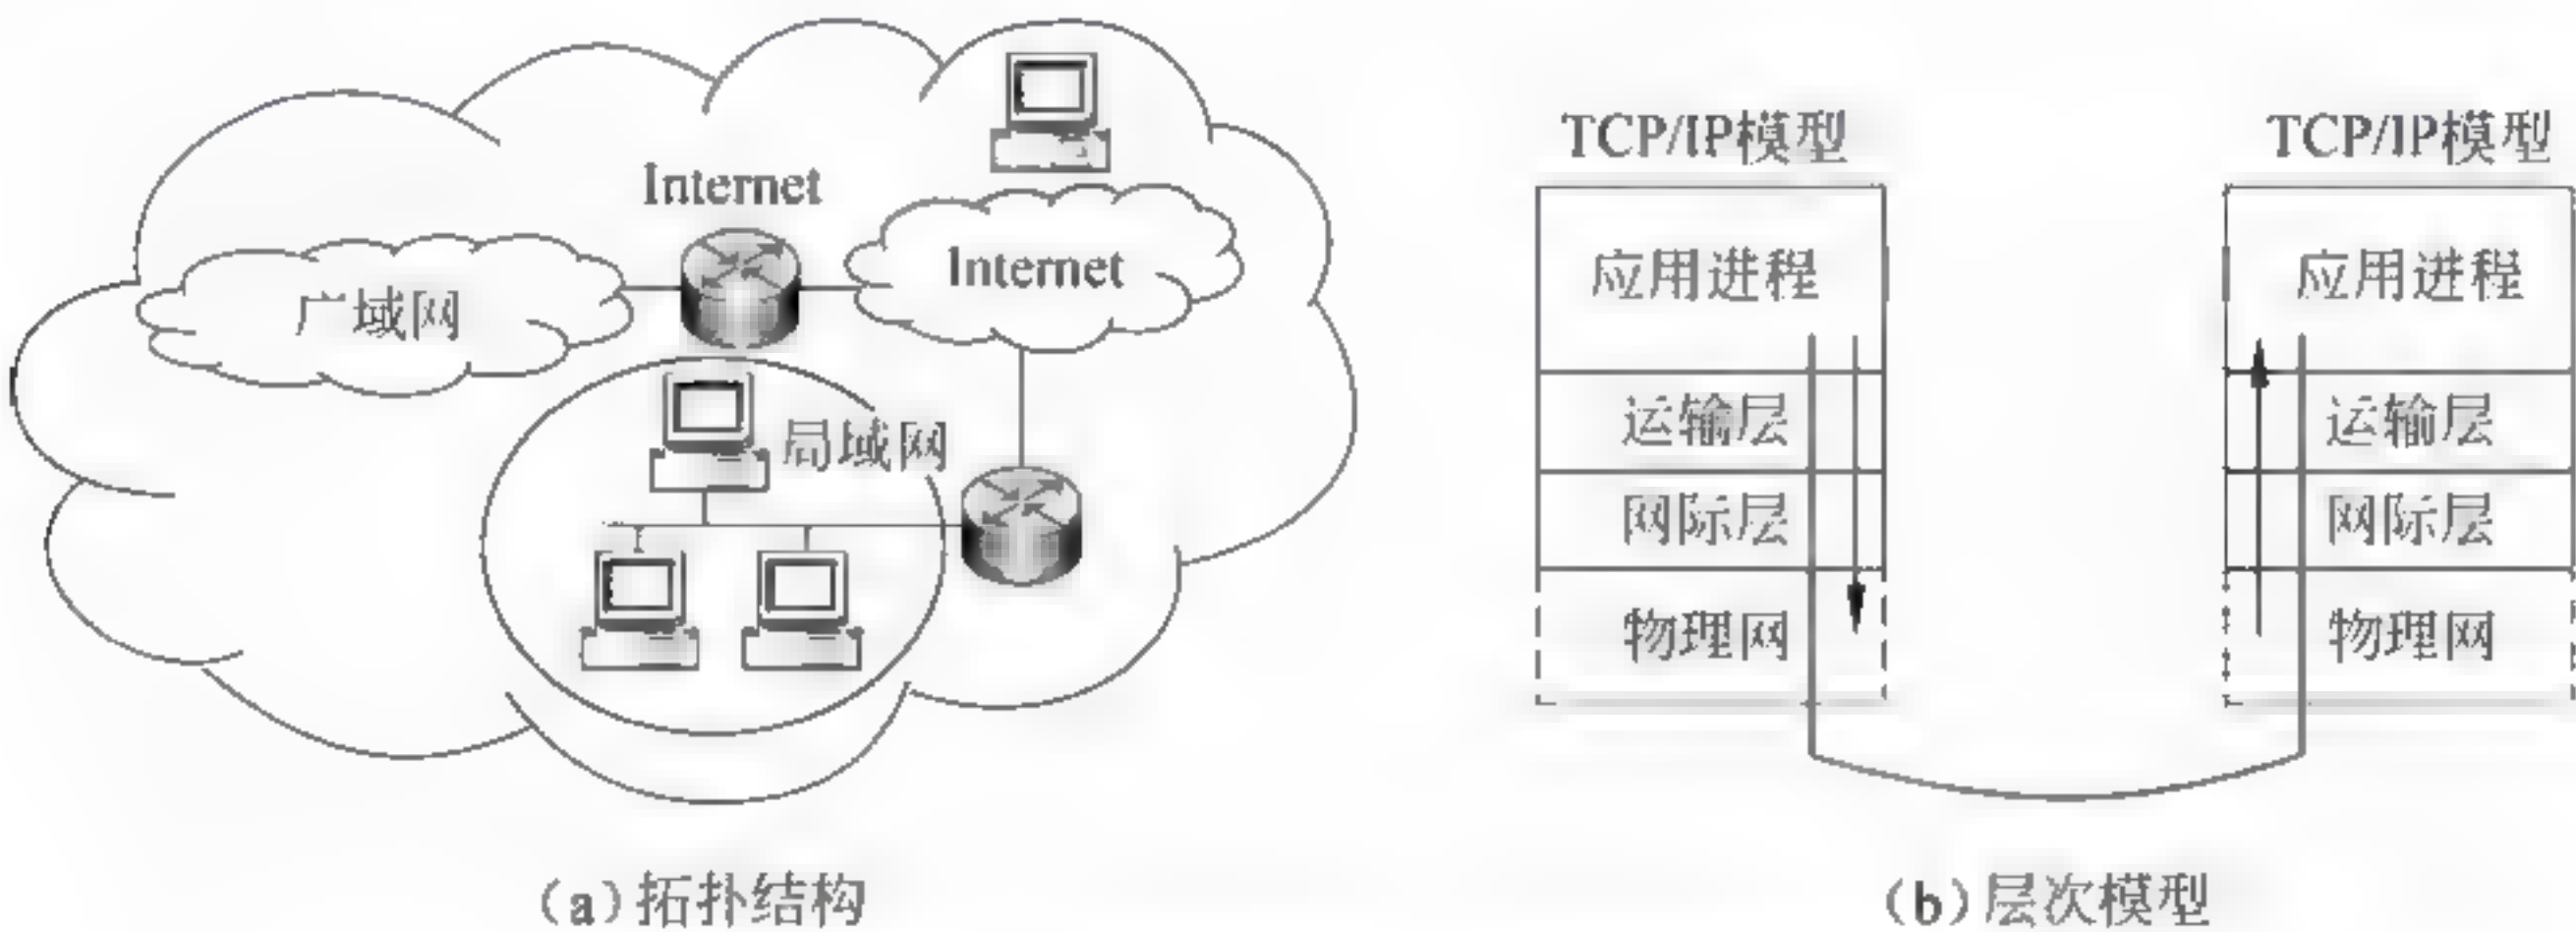 Internet
Internet
广域网
局域网
(a)拓扑结构
TCP/IP模型
应用进程
运输层
网际层
物理网
TCP/IP模型
应用进程
运输层
网际层
物理网
(b)层次模型